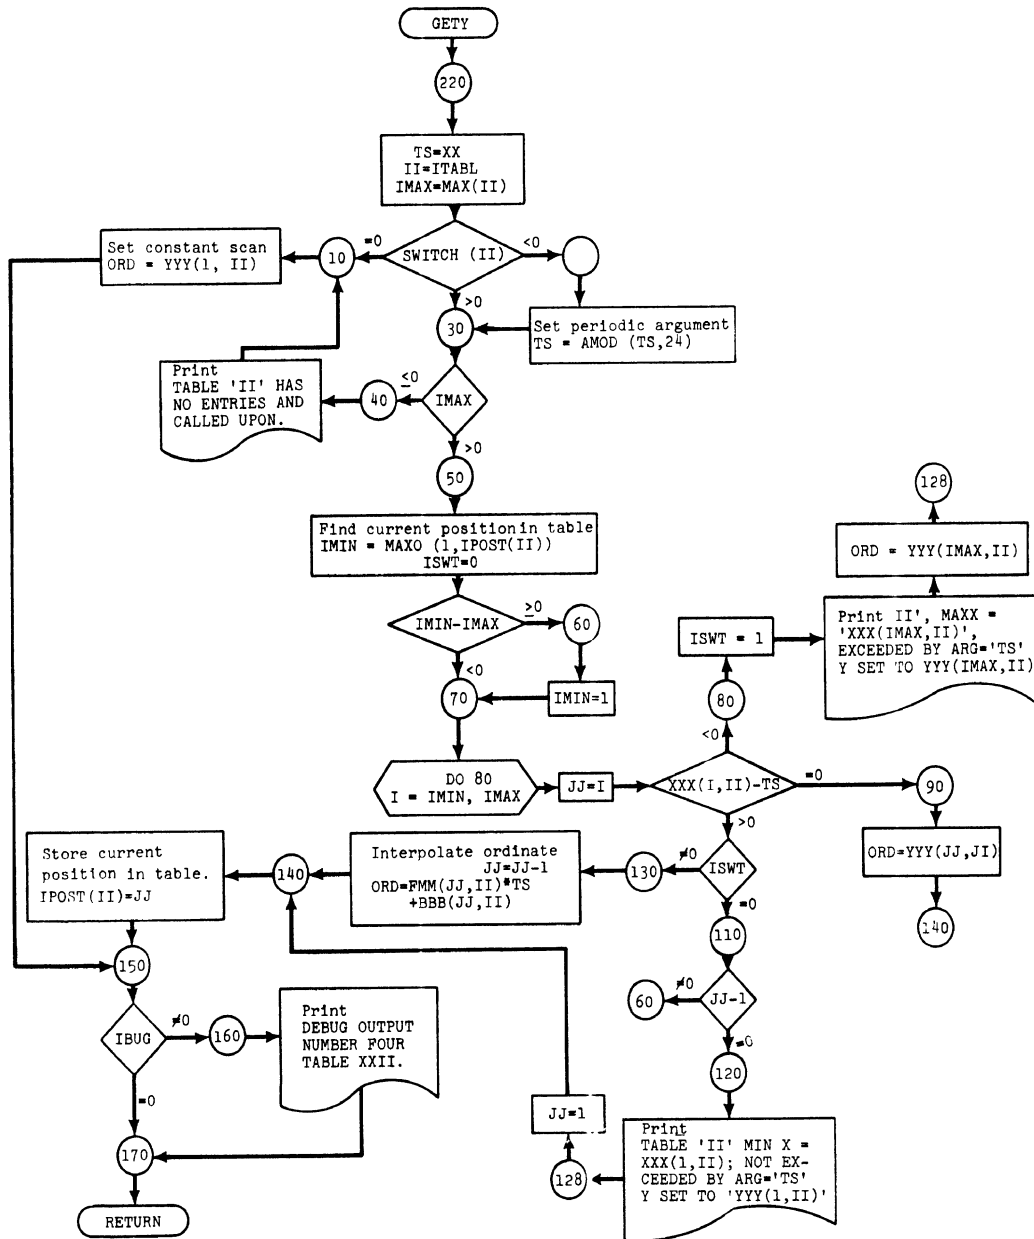 GETY
220
TS=XX
II=ITABL
IMAX=MAX(II)
Set constant scan
ORD = YYY(1, II)
10
=0
SWITCH (II)
<0
>0
30
Set periodic argument
TS = AMOD (TS,24)
Print
TABLE 'II' HAS
NO ENTRIES AND
CALLED UPON.
40
≤0
IMAX
>0
50
Find current position in table
IMIN = MAXO (1,IPOST(II))
ISWT=0
IMIN-IMAX
≥0
60
<0
70
IMIN=1
128
ORD = YYY(IMAX,II)
ISWT = 1
Print II', MAXX =
'XXX(IMAX,II)',
EXCEEDED BY ARG='TS'
Y SET TO YYY(IMAX,II)
80
<0
DO 80
I = IMIN, IMAX
JJ=I
XXX(I,II)-TS
=0
90
>0
ORD=YYY(JJ,JI)
140
Store current
position in table.
IPOST(II)=JJ
140
Interpolate ordinate
JJ=JJ-1
ORD=FMM(JJ,II)*TS
+BBB(JJ,II)
130
≠0
ISWT
=0
110
60
≠0
JJ-1
=0
120
150
IBUG
≠0
160
Print
DEBUG OUTPUT
NUMBER FOUR
TABLE XXII.
=0
170
RETURN
JJ=1
128
Print
TABLE 'II' MIN X =
XXX(1,II); NOT EX-
CEEDED BY ARG='TS'
Y SET TO 'YYY(1,II)'